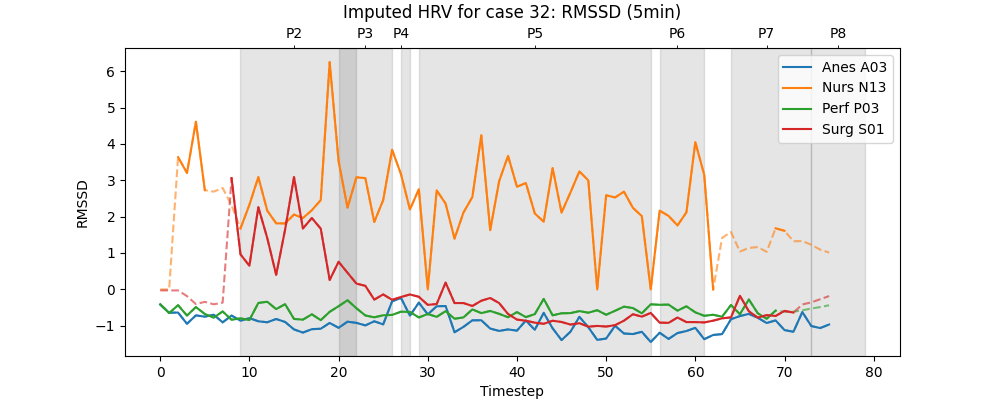 Imputed HRV for case 32: RMSSD (5min)
P2 P3 P4 P5 P6 P7 P8
Anes A03
Nurs N13
Perf P03
Surg S01
RMSSD
6
5
4
3
2
1
0
−1
0 10 20 30 40 50 60 70 80
Timestep